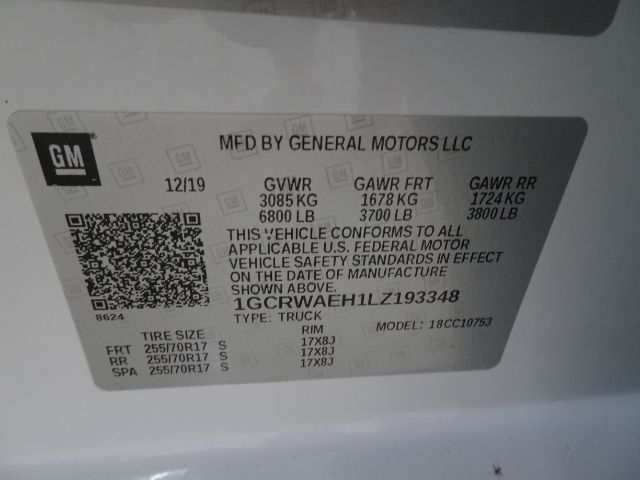 GM
MFD BY GENERAL MOTORS LLC
12/19 GVWR GAWR FRT GAWR RR
3085 KG 1678 KG 1724 KG
6800 LB 3700 LB 3800 LB
THIS VEHICLE CONFORMS TO ALL
APPLICABLE U.S. FEDERAL MOTOR
VEHICLE SAFETY STANDARDS IN EFFECT
ON THE DATE OF MANUFACTURE
SHOWN ABOVE.
1GCRWAEH1LZ193348
8624 TYPE: TRUCK MODEL: 18CC10753
TIRE SIZE RIM
FRT 255/70R17 S 17X8J
RR 255/70R17 S 17X8J
SPA 255/70R17 S 17X8J